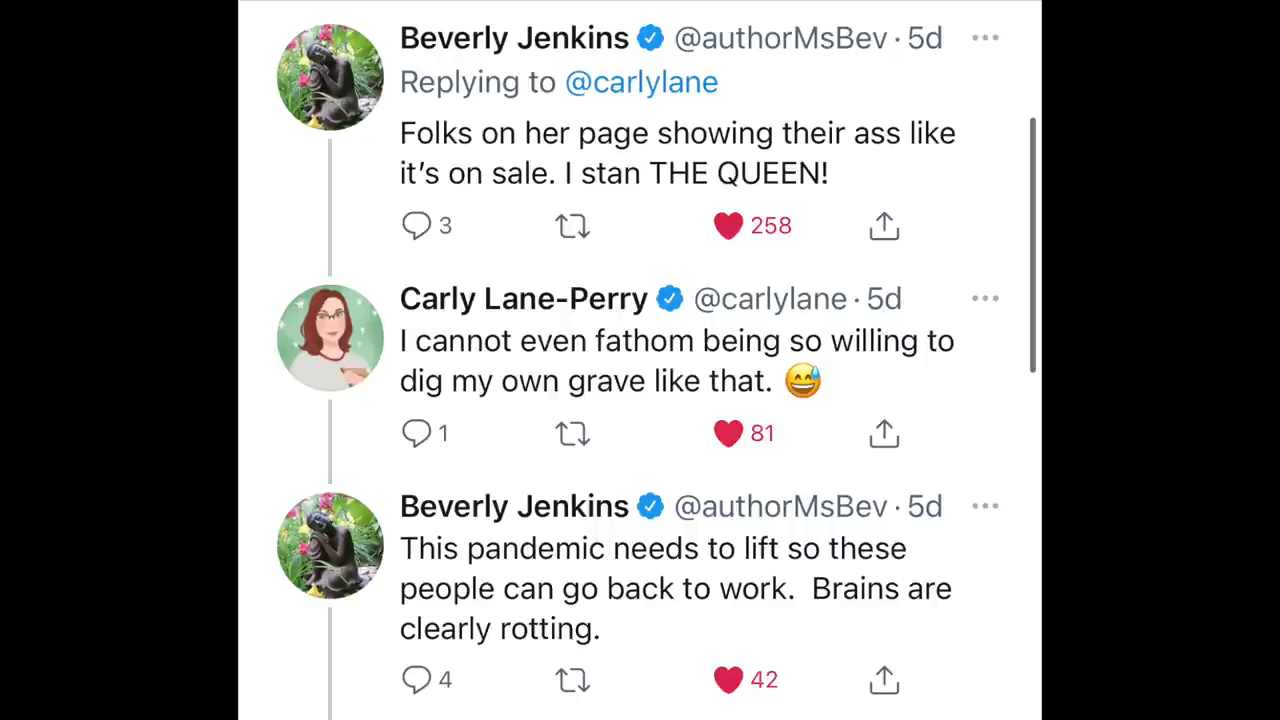 Beverly Jenkins @authorMsBev · 5d
Replying to @carlylane
Folks on her page showing their ass like
it’s on sale. I stan THE QUEEN!
3 258
Carly Lane-Perry @carlylane · 5d
I cannot even fathom being so willing to
dig my own grave like that. 😅
1 81
Beverly Jenkins @authorMsBev · 5d
This pandemic needs to lift so these
people can go back to work.  Brains are
clearly rotting.
4 42